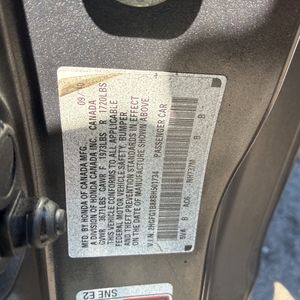 MFD. BY HONDA OF CANADA MFG. 09/10
A DIVISION OF HONDA CANADA INC. CANADA
GVWR 3671LBS GAWR F 1973LBS R 1720LBS
THIS VEHICLE CONFORMS TO ALL APPLICABLE
FEDERAL MOTOR VEHICLE SAFETY, BUMPER
AND THEFT PREVENTION STANDARDS IN EFFECT
ON THE DATE OF MANUFACTURE SHOWN ABOVE
V.I.N. PASSENGER CAR
SNE E2